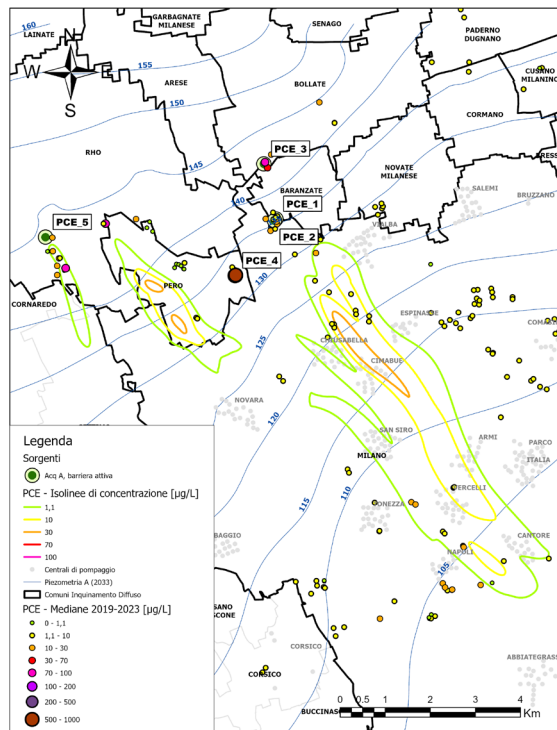 160
LAINATE
N
GARBAGNATE
MILANESE
SENAGO
PADERNO
DUGNANO
155
W
E
S
ARESE
BOLLATE
CUSANO
MILANINO
150
CORMANO
RHO
145
PCE_3
NOVATE
MILANESE
BRESS
SALEMI
BRUZZANO
BARANZATE
140
PCE_1
PCE_5
PCE_2
VIALBA
PCE_4
130
PERO
CORNAREDO
ESPINASSE
COMAS
125
CHIUSABELLA
CIMABUE
NOVARA
120
SAN SIRO
ARMI
PARCO
ITALIA
MILANO
115
110
VERCELLI
BAGGIO
CANTORE
NAPOLI
105
CORSICO
CORSICO
ABBIATEGRASS
BUCCINAS
Legenda
Sorgenti
Acq A, barriera attiva
PCE - Isolinee di concentrazione [µg/L]
1,1
10
30
70
100
Centrali di pompaggio
Piezometria A (2033)
Comuni Inquinamento Diffuso
PCE - Mediane 2019-2023 [µg/L]
0 - 1,1
1,1 - 10
10 - 30
30 - 70
70 - 100
100 - 200
200 - 500
500 - 1000
0 0.5 1 2 3 4
Km